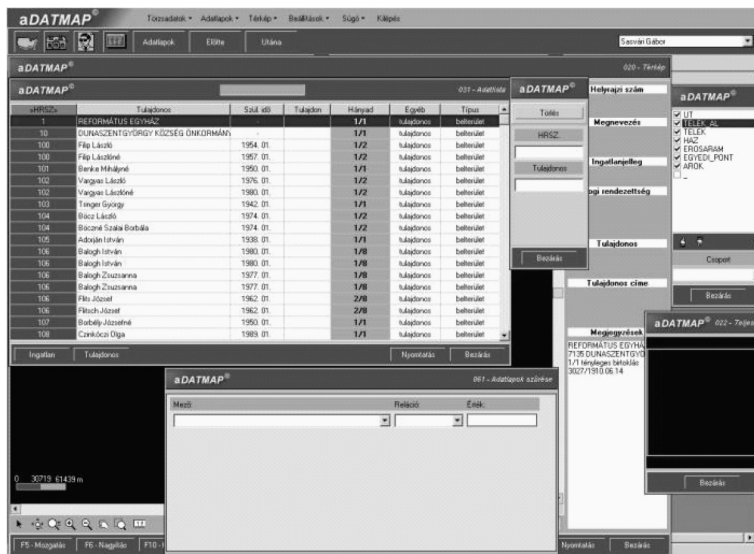 aDATMAP©
Törzsadatok Adatlapok Térkép Beállítások Súgó Kilépés
Adatlapok Előtte Utána
Sasvári Gábor
aDATMAP© 020 - Térkép
aDATMAP© 031 - Adatlista
»HRSZ« Tulajdonos Szül. idő Tulajdon Hányad Egyéb Típus
1 REFORMÁTUS EGYHÁZ - 1/1 tulajdonos belterület
10 DUNASZENTGYÖRGY KÖZSÉG ÖNKORMÁNY - 1/1 tulajdonos belterület
100 Filip László 1954. 01. 1/2 tulajdonos belterület
100 Filip Lászlóné 1957. 01. 1/2 tulajdonos belterület
101 Benke Mihályné 1950. 01. 1/1 tulajdonos belterület
102 Vargyas László 1976. 01. 1/2 tulajdonos belterület
102 Vargyas Lászlóné 1980. 01. 1/2 tulajdonos belterület
103 Tringer György 1942. 01. 1/1 tulajdonos belterület
104 Böcz László 1974. 01. 1/2 tulajdonos belterület
104 Böczné Szalai Borbála 1974. 01. 1/2 tulajdonos belterület
105 Adorján István 1938. 01. 1/1 tulajdonos belterület
106 Balogh István 1980. 01. 1/8 tulajdonos belterület
106 Balogh István 1980. 01. 1/8 tulajdonos belterület
106 Balogh Zsuzsanna 1977. 01. 1/8 tulajdonos belterület
106 Balogh Zsuzsanna 1977. 01. 1/8 tulajdonos belterület
106 Flits József 1962. 01. 2/8 tulajdonos belterület
106 Flitsch József 1962. 01. 2/8 tulajdonos belterület
107 Borbély Józsefné 1950. 01. 1/1 tulajdonos belterület
108 Czinkóczi Olga 1989. 01. 1/1 tulajdonos belterület
Ingatlan Tulajdonos Nyomtatás Bezárás
aDATMAP©
Törlés
HRSZ.
Tulajdonos
Bezárás
Helyrajzi szám
Megnevezés
Ingatlanjelleg
ogi rendezettség
Tulajdonos
Tulajdonos címe
Megjegyzések
REFORMÁTUS EGYHÁ
7135 DUNASZENTGYÖ
1/1 tényleges birtoklás
3027/1910.06.14
aDATMAP©
UT
TELEK_AL
TELEK
HAZ
EROSARAM
EGYEDI_PONT
AROK
_
Csoport
Bezárás
aDATMAP© 022 - Teljes
Bezárás
aDATMAP© 061 - Adatlapok szűrése
Mező: Reláció: Érték:
0 30719 61439 m
F5 - Mozgatás F6 - Nagyítás F10 - Nyomtatás Bezárás